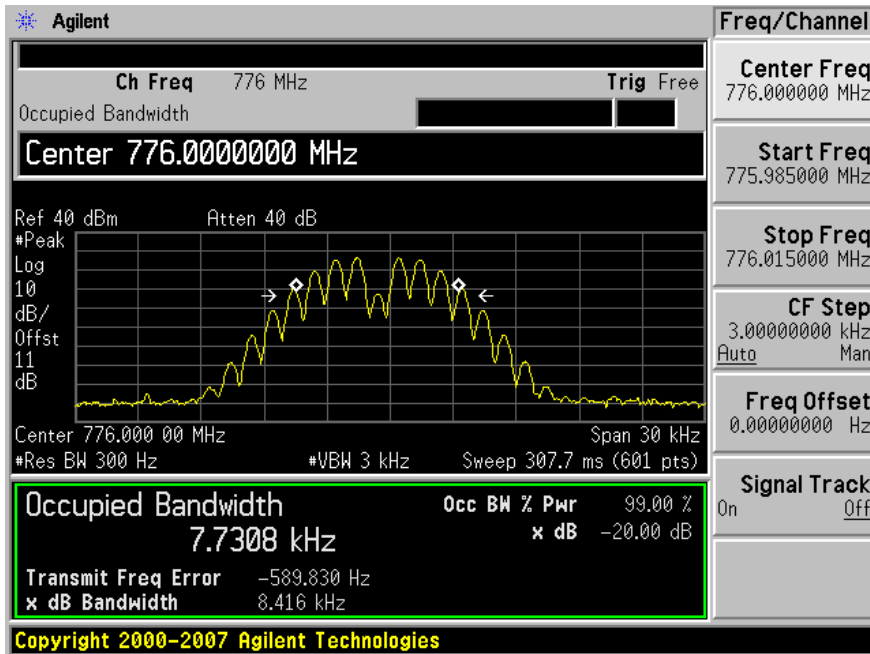 Agilent
Freq/Channel
Ch Freq 776 MHz Trig Free
Occupied Bandwidth
Center 776.0000000 MHz
Ref 40 dBm Atten 40 dB
#Peak
Log
10
dB/
Offst
11
dB
Center 776.000 00 MHz Span 30 kHz
#Res BW 300 Hz #VBW 3 kHz Sweep 307.7 ms (601 pts)
Occupied Bandwidth Occ BW % Pwr 99.00 %
7.7308 kHz x dB -20.00 dB
Transmit Freq Error -589.830 Hz
x dB Bandwidth 8.416 kHz
Copyright 2000-2007 Agilent Technologies
Center Freq
776.000000 MHz
Start Freq
775.985000 MHz
Stop Freq
776.015000 MHz
CF Step
3.00000000 kHz
Auto Man
Freq Offset
0.00000000 Hz
Signal Track
On Off